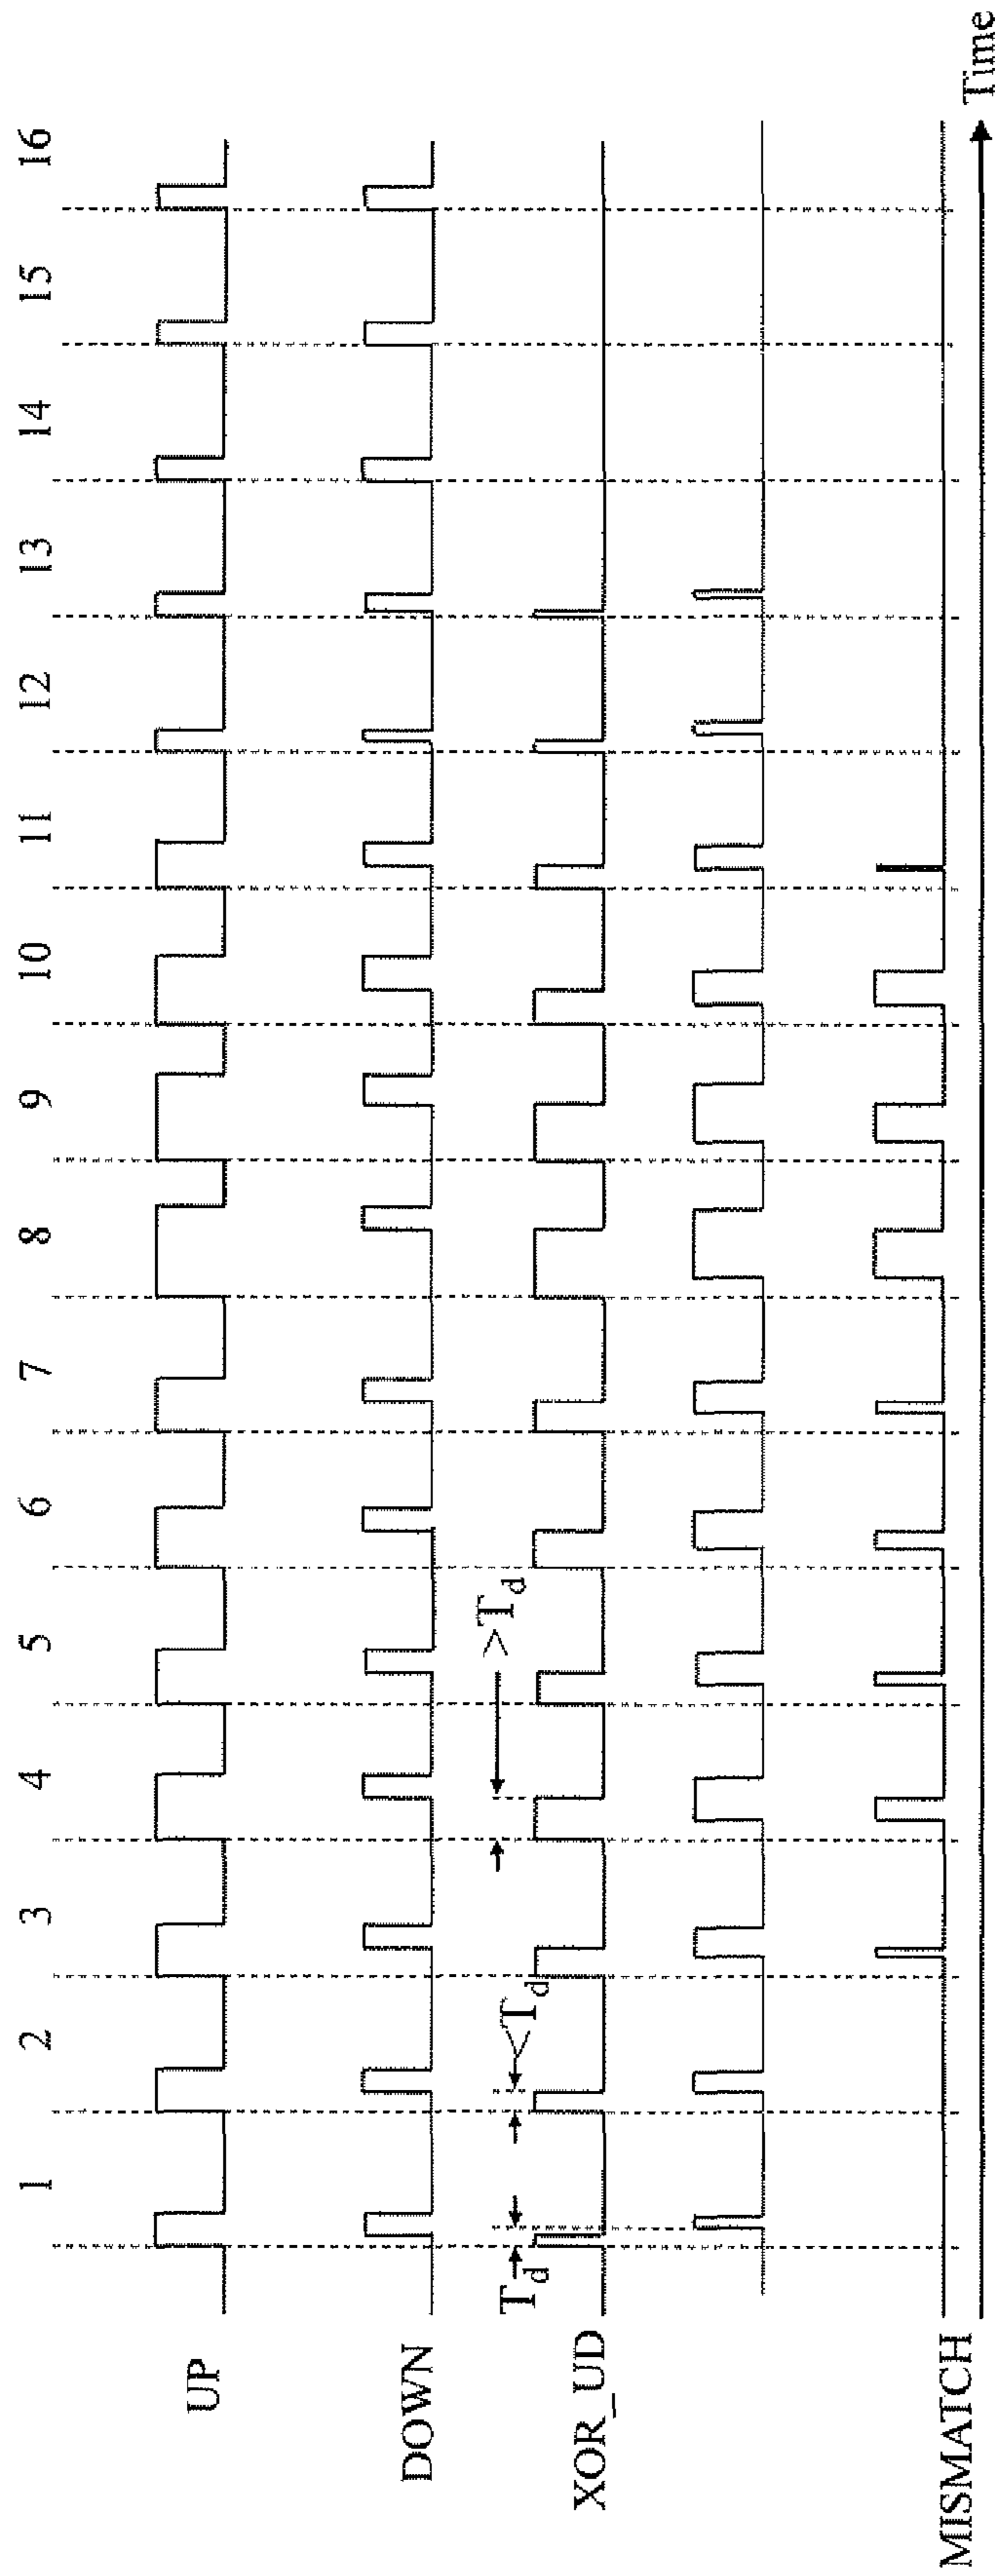 1 2 3 4 5 6 7 8 9 10 11 12 13 14 15 16
UP
DOWN
T_d <T_d >T_d
XOR_UD
MISMATCH
Time